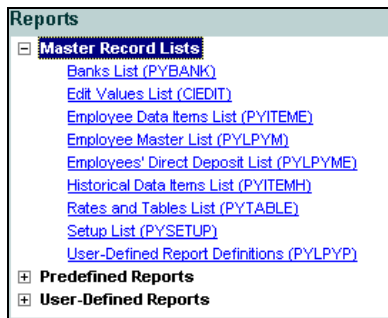 Reports
Master Record Lists
Banks List (PYBANK)
Edit Values List (CIEDIT)
Employee Data Items List (PYITEME)
Employee Master List (PYLPYM)
Employees' Direct Deposit List (PYLPYME)
Historical Data Items List (PYITEMH)
Rates and Tables List (PYTABLE)
Setup List (PYSETUP)
User-Defined Report Definitions (PYLPYP)
Predefined Reports
User-Defined Reports